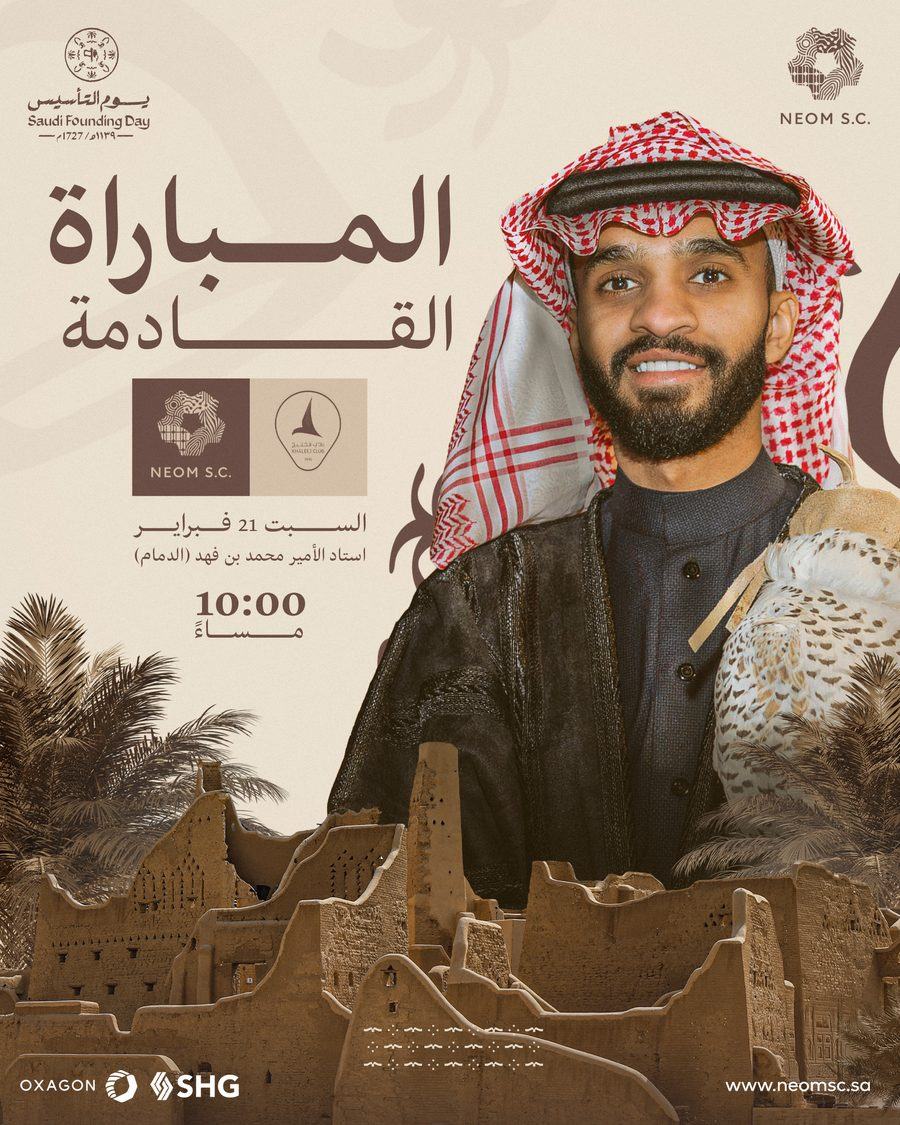 يوم التأسيس
Saudi Founding Day
١١٣٩هـ/ 1727م
NEOM S.C.
المباراة
القادمة
NEOM S.C.
نادي الخليج
KHALEEJ CLUB
1945
السبت 21 فبراير
استاد الأمير محمد بن فهد (الدمام)
10:00
مساءً
OXAGON SHG
www.neomsc.sa